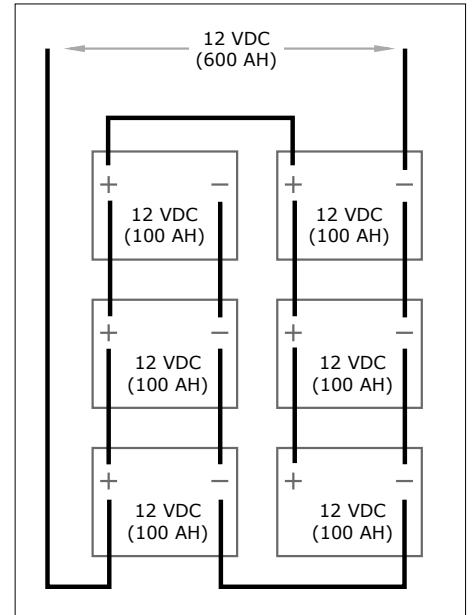 12 VDC
(600 AH)
+ −
12 VDC
(100 AH)
+ −
12 VDC
(100 AH)
+ −
12 VDC
(100 AH)
+ −
12 VDC
(100 AH)
+ −
12 VDC
(100 AH)
+ −
12 VDC
(100 AH)